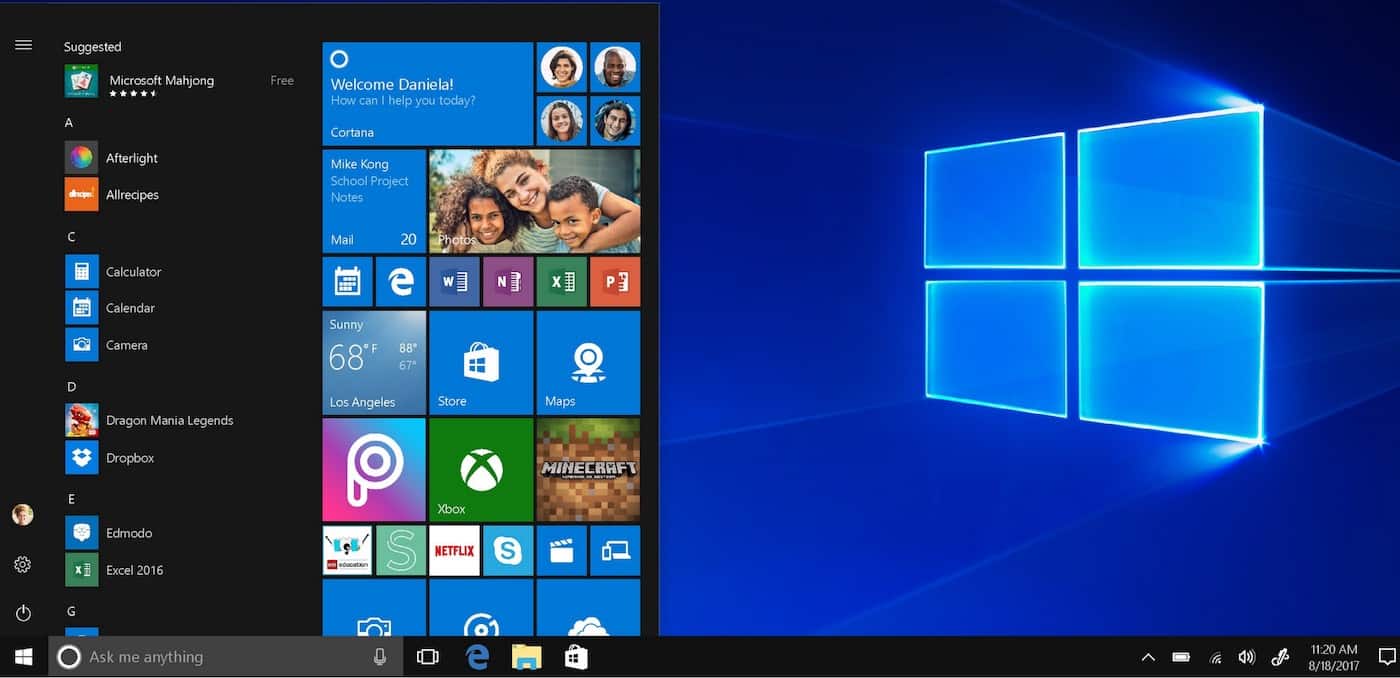 Suggested
Microsoft Mahjong
Free
A
Afterlight
Allrecipes
C
Calculator
Calendar
Camera
D
Dragon Mania Legends
Dropbox
E
Edmodo
Excel 2016
G
Welcome Daniela!
How can I help you today?
Cortana
Mike Kong
School Project
Notes
Mail 20
Photos
W
N
X
P
Sunny
68°F 88°
67°
Los Angeles
Store
Maps
Xbox
MINECRAFT
S
education
NETFLIX
S
Ask me anything
11:20 AM
8/18/2017